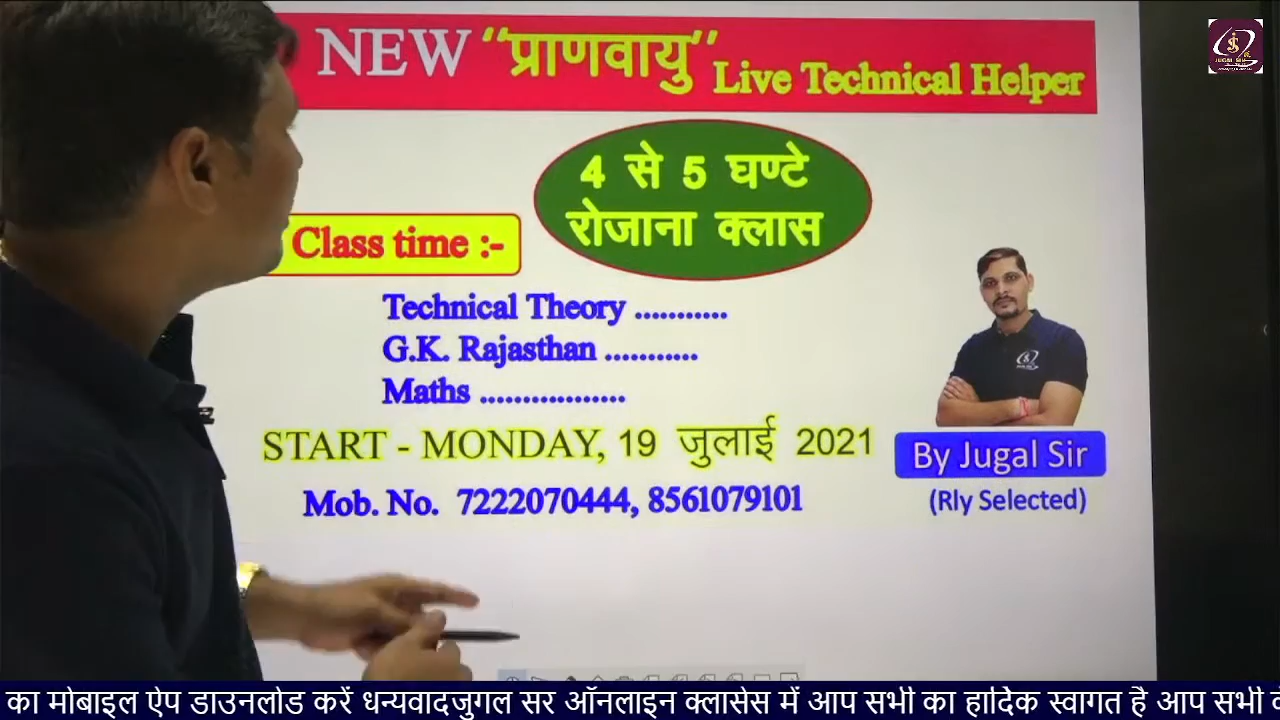 NEW "प्राणवायु" Live Technical Helper
4 से 5 घण्टे
रोजाना क्लास
Class time :-
Technical Theory ...........
G.K. Rajasthan ...........
Maths .................
START - MONDAY, 19 जुलाई 2021
Mob. No. 7222070444, 8561079101
By Jugal Sir
(Rly Selected)
JUGAL SIR
का मोबाइल ऐप डाउनलोड करें धन्यवादजुगल सर ऑनलाइन क्लासेस में आप सभी का हार्दिक स्वागत है आप सभी